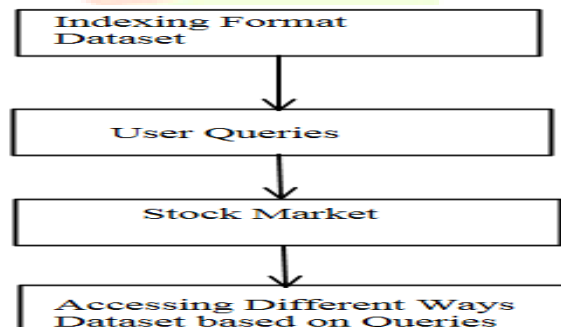 Indexing Format
Dataset
User Queries
Stock Market
Accessing Different Ways
Dataset based on Queries